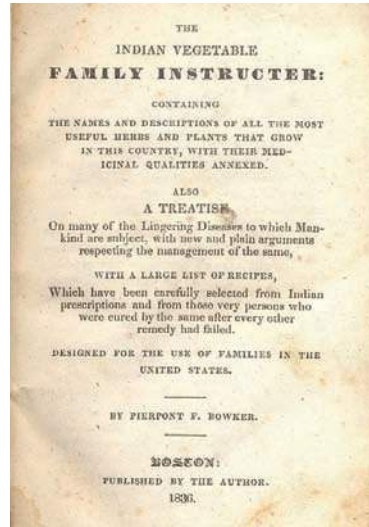 THE
INDIAN VEGETABLE
FAMILY INSTRUCTER:
CONTAINING
THE NAMES AND DESCRIPTIONS OF ALL THE MOST
USEFUL HERBS AND PLANTS THAT GROW
IN THIS COUNTRY, WITH THEIR MED-
ICINAL QUALITIES ANNEXED.
ALSO
A TREATISE
On many of the Lingering Diseases to which Man-
kind are subject, with new and plain arguments
respecting the management of the same,
WITH A LARGE LIST OF RECIPES,
Which have been carefully selected from Indian
prescriptions and from those very persons who
were cured by the same after every other
remedy had failed.
DESIGNED FOR THE USE OF FAMILIES IN THE
UNITED STATES.
BY PIERPONT F. BOWKER.
BOSTON:
PUBLISHED BY THE AUTHOR.
1836.